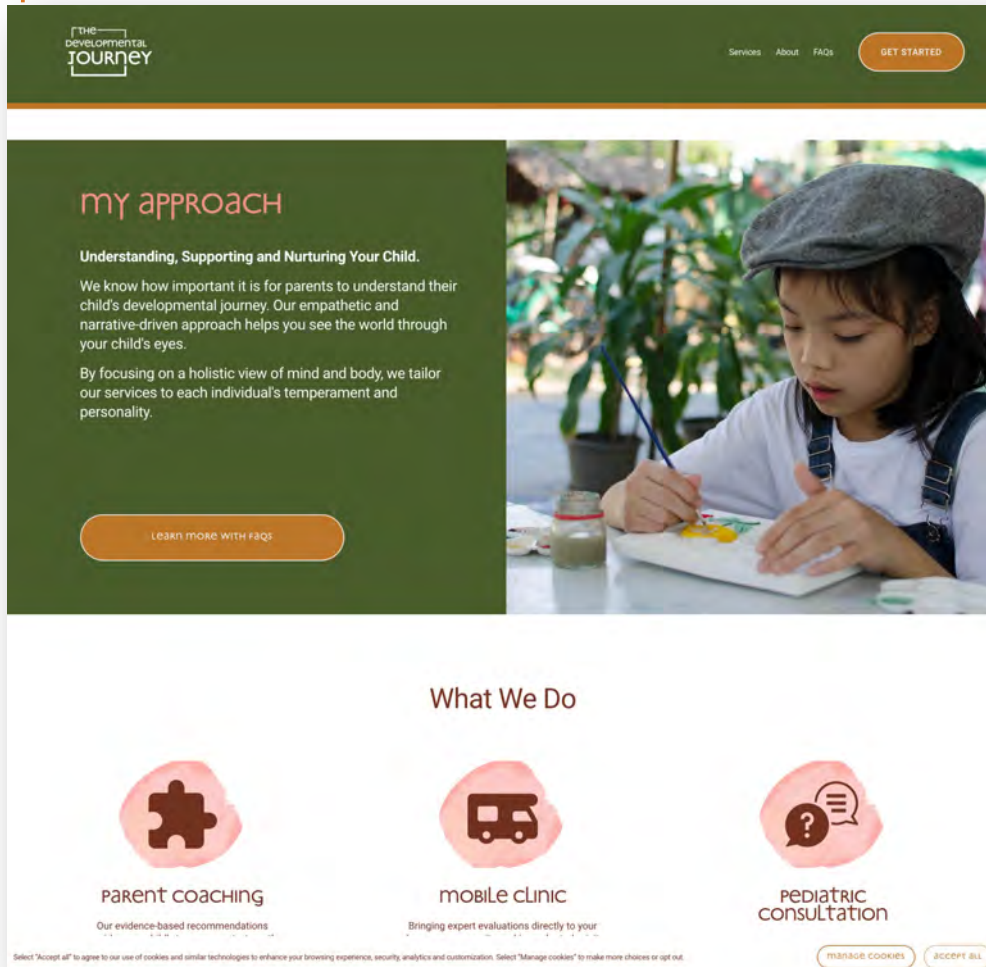 THE
DEVELOPMENTAL
JOURNEY
Services About FAQs GET STARTED
MY APPROACH
Understanding, Supporting and Nurturing Your Child.
We know how important it is for parents to understand their
child's developmental journey. Our empathetic and
narrative-driven approach helps you see the world through
your child's eyes.
By focusing on a holistic view of mind and body, we tailor
our services to each individual's temperament and
personality.
Learn more with FAQs
What We Do
Parent Coaching
Mobile Clinic
Pediatric
Consultation
Our evidence-based recommendations
Bringing expert evaluations directly to your
Select "Accept all" to agree to our use of cookies and similar technologies to enhance your browsing experience, security, analytics and customization. Select "Manage cookies" to make more choices or opt out.
Manage cookies
Accept all